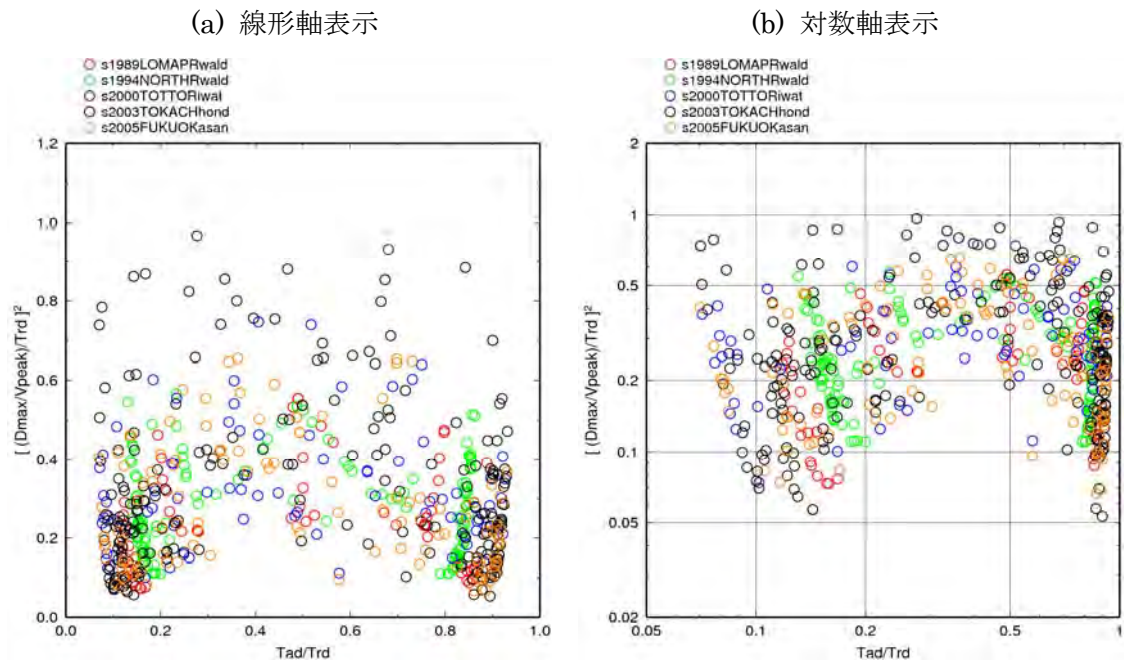 (a) 線形軸表示
(b) 対数軸表示
s1989LOMAPRwald
s1994NORTHRwald
s2000TOTTORiwat
s2003TOKACHhond
s2005FUKUOKasan
s1989LOMAPRwald
s1994NORTHRwald
s2000TOTTORiwat
s2003TOKACHhond
s2005FUKUOKasan
[ (Dmax/Vpeak)/Trd ]²
1.2
1.0
0.8
0.6
0.4
0.2
0.0
0.0 0.2 0.4 0.6 0.8 1.0
Tad/Trd
[ (Dmax/Vpeak)/Trd ]²
2
1
0.5
0.2
0.1
0.05
0.02
0.05 0.1 0.2 0.5 1
Tad/Trd